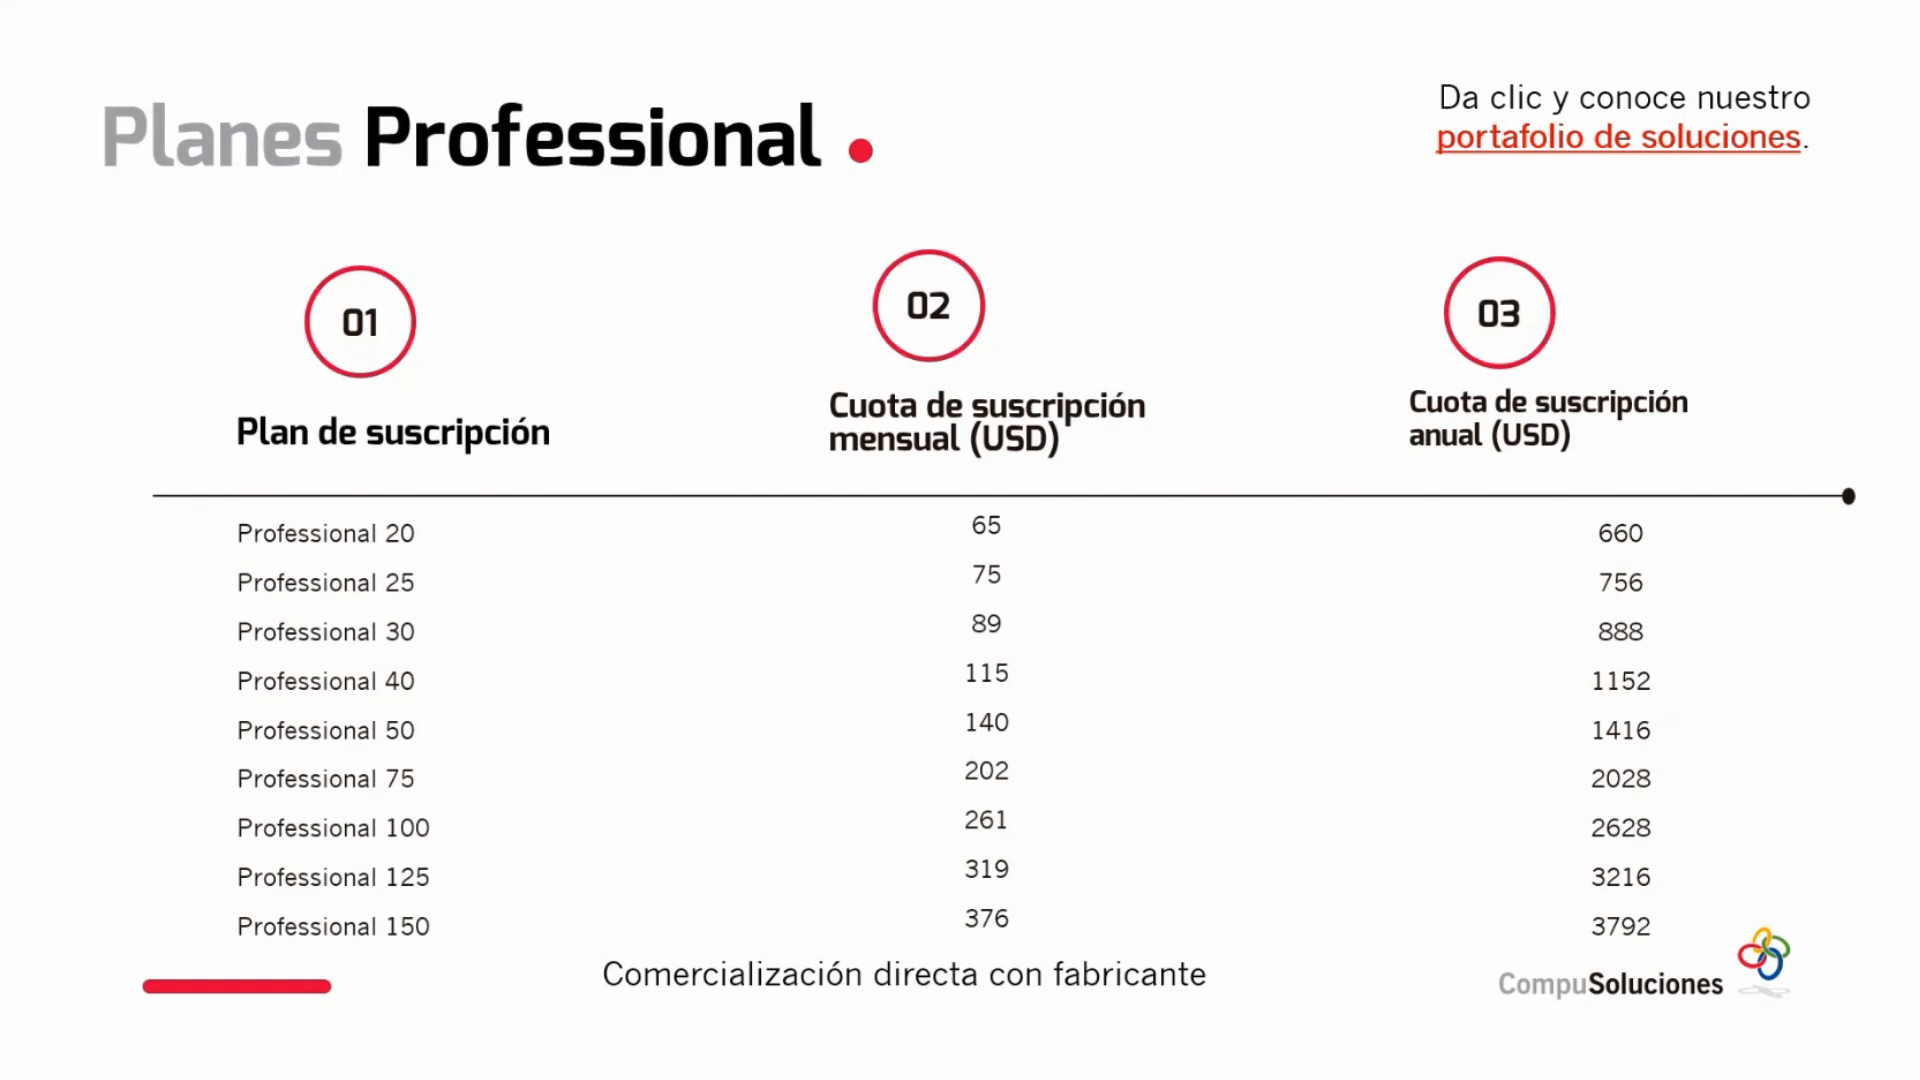 Planes Professional
Da clic y conoce nuestro
portafolio de soluciones.
01
02
03
Plan de suscripción
Cuota de suscripción
mensual (USD)
Cuota de suscripción
anual (USD)
Professional 20 65 660
Professional 25 75 756
Professional 30 89 888
Professional 40 115 1152
Professional 50 140 1416
Professional 75 202 2028
Professional 100 261 2628
Professional 125 319 3216
Professional 150 376 3792
Comercialización directa con fabricante
CompuSoluciones